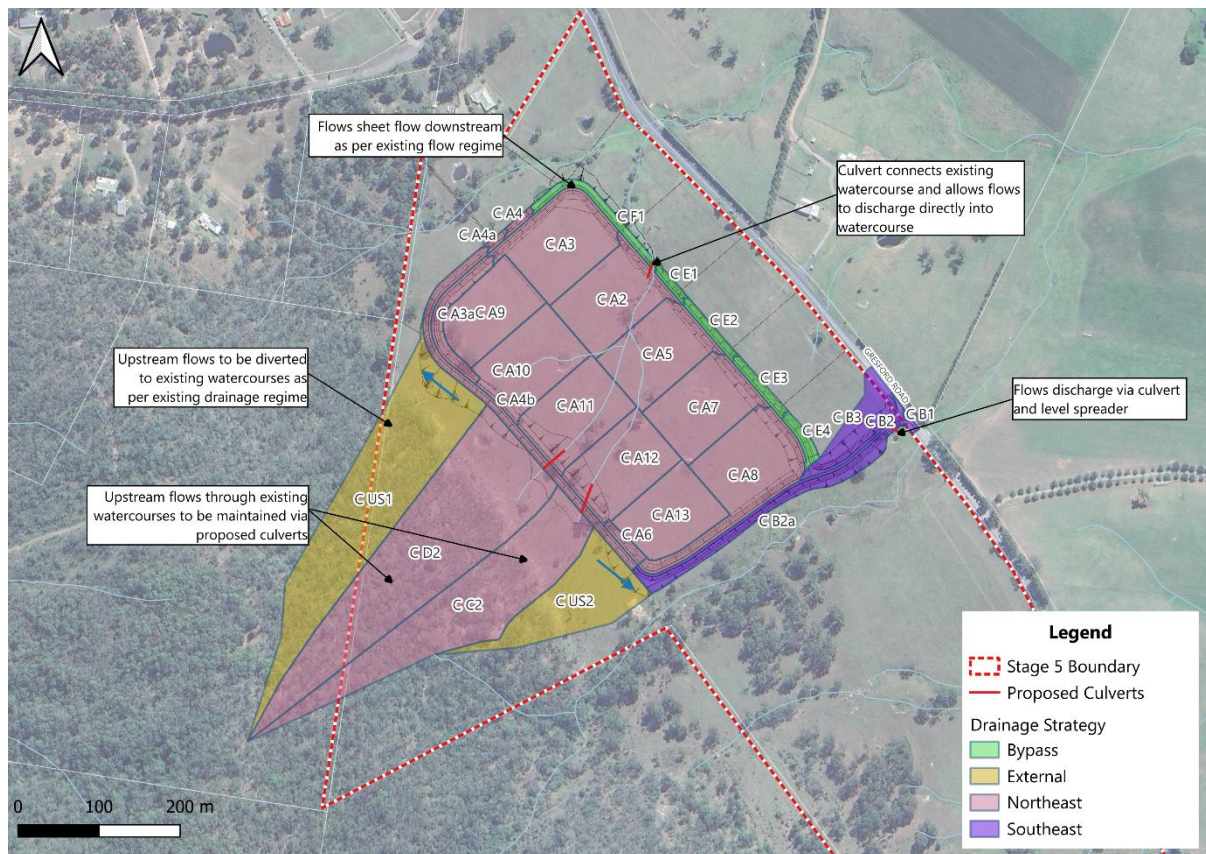 Flows sheet flow downstream
as per existing flow regime
Culvert connects existing
watercourse and allows flows
to discharge directly into
watercourse
C A4
C F1
C A4a
C A3
C E1
C A2
C A3a
C A9
C E2
Upstream flows to be diverted
to existing watercourses as
per existing drainage regime
C A5
C A10
C E3
GRESFORD ROAD
Flows discharge via culvert
and level spreader
C A4b
C A11
C A7
C B3
C B2
C B1
C E4
C A12
C A8
C US1
Upstream flows through existing
watercourses to be maintained via
proposed culverts
C A13
C B2a
C A6
C D2
C C2
C US2
Legend
Stage 5 Boundary
Proposed Culverts
Drainage Strategy
Bypass
External
Northeast
Southeast
0 100 200 m